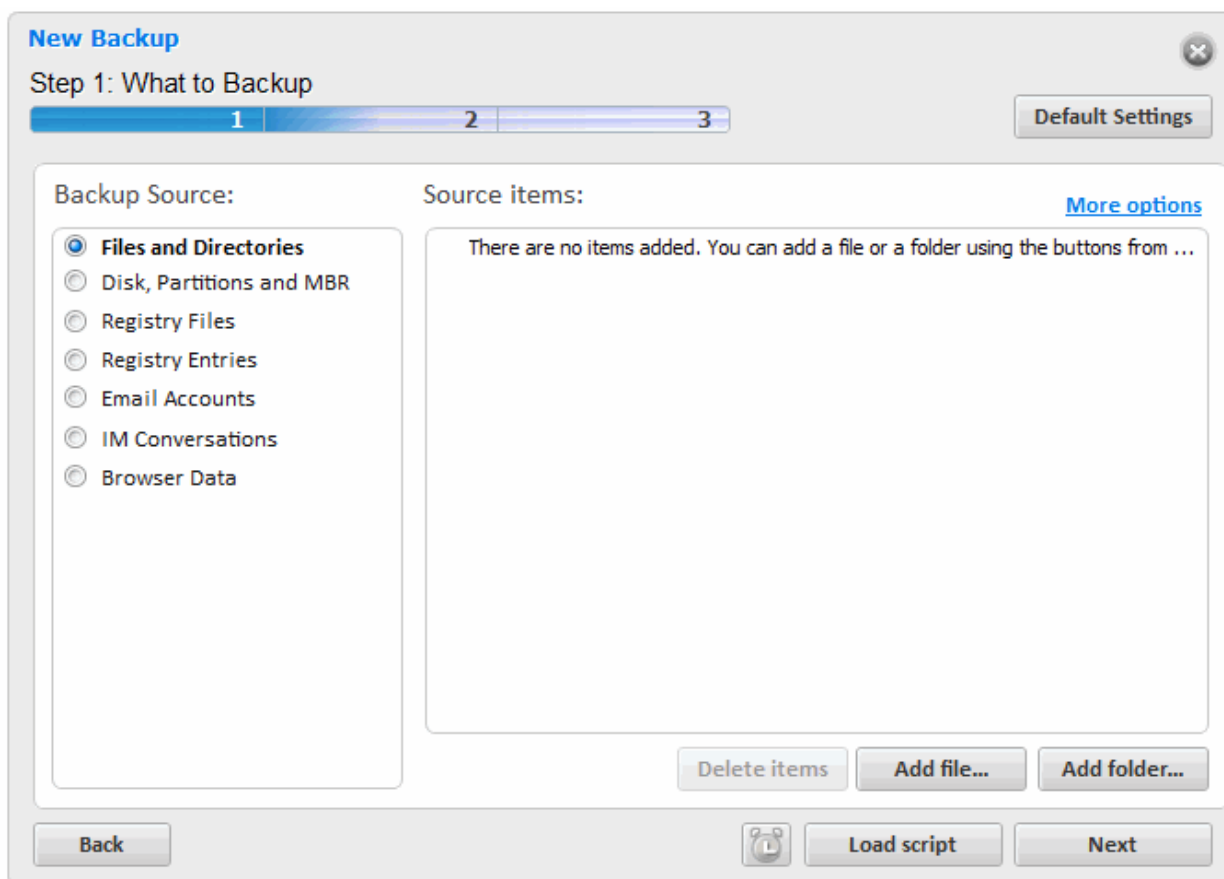 New Backup
Step 1: What to Backup
1 2 3
Default Settings
Backup Source:
Source items:
More options
Files and Directories
Disk, Partitions and MBR
Registry Files
Registry Entries
Email Accounts
IM Conversations
Browser Data
There are no items added. You can add a file or a folder using the buttons from ...
Delete items
Add file...
Add folder...
Back
Load script
Next